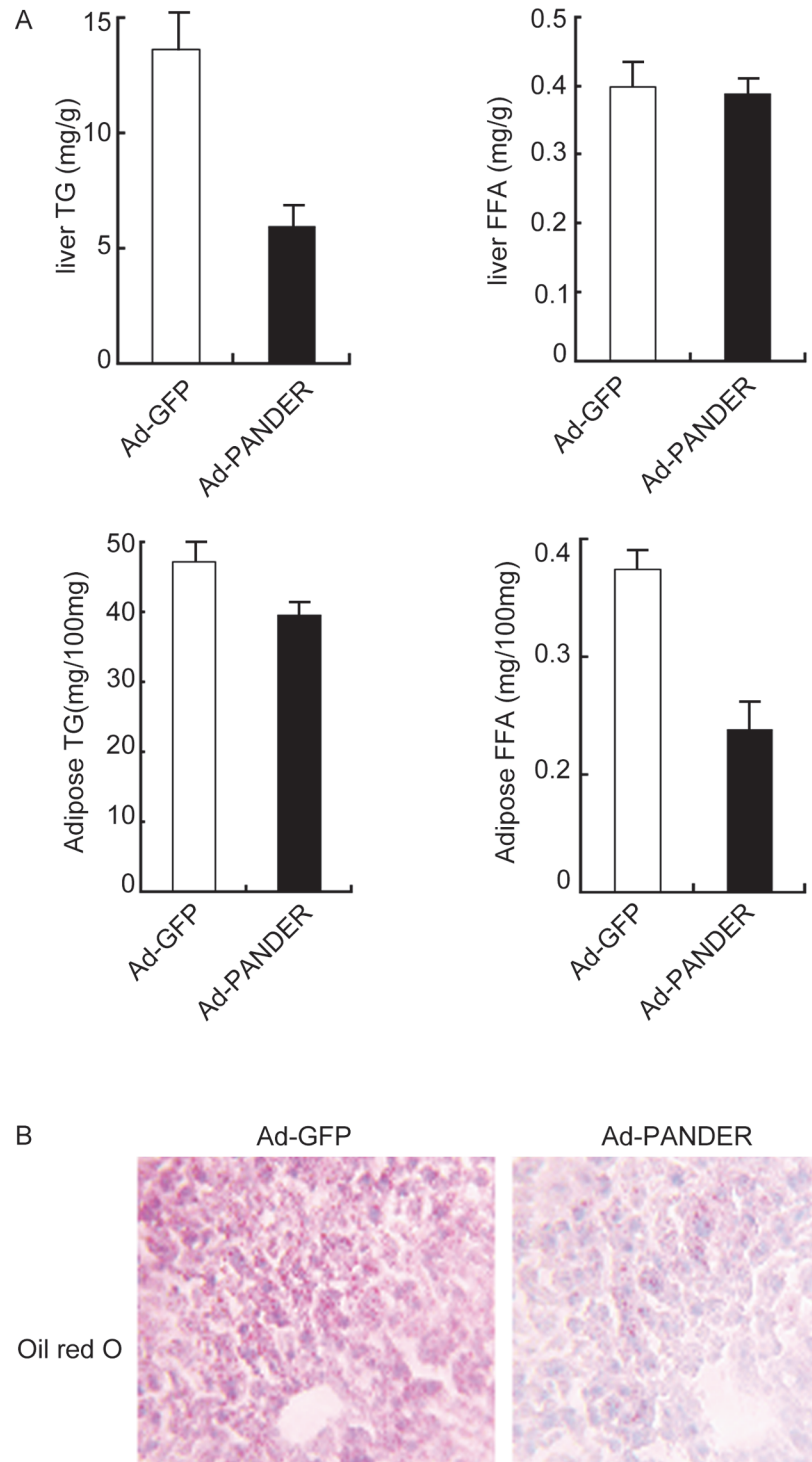 A
liver TG (mg/g)
15
10
5
0
Ad-GFP
Ad-PANDER
liver FFA (mg/g)
0.5
0.4
0.3
0.2
0.1
0
Ad-GFP
Ad-PANDER
Adipose TG(mg/100mg)
50
40
30
20
10
0
Ad-GFP
Ad-PANDER
Adipose FFA (mg/100mg)
0.4
0.3
0.2
0
Ad-GFP
Ad-PANDER
B
Ad-GFP
Ad-PANDER
Oil red O